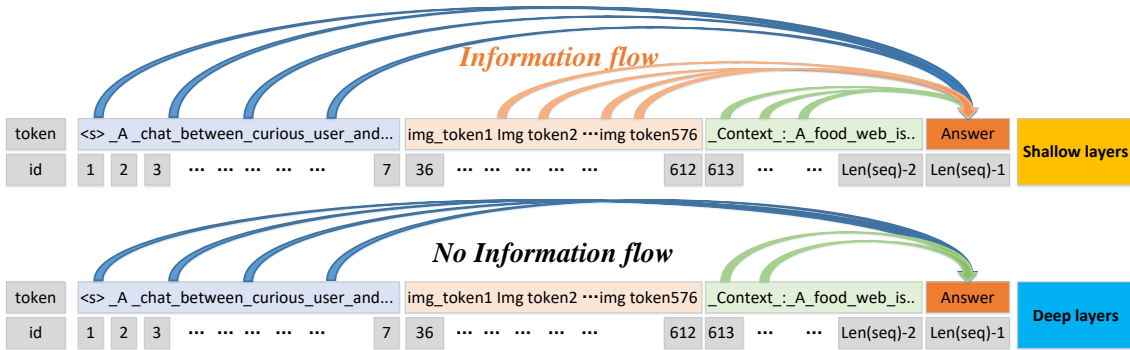 Information flow
token <s> _A _chat_between_curious_user_and... img_token1 Img token2 ···img token576 _Context_:_A_food_web_is.. Answer
Shallow layers
id 1 2 3 ··· ··· ··· ··· 7 36 ··· ··· ··· ··· ··· 612 613 ··· ··· Len(seq)-2 Len(seq)-1
No Information flow
token <s> _A _chat_between_curious_user_and... img_token1 Img token2 ···img token576 _Context_:_A_food_web_is.. Answer
Deep layers
id 1 2 3 ··· ··· ··· ··· 7 36 ··· ··· ··· ··· ··· 612 613 ··· ··· Len(seq)-2 Len(seq)-1